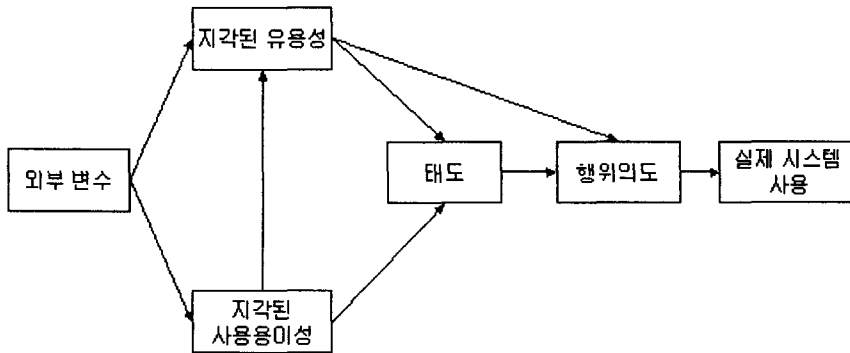 지각된 유용성
외부 변수
태도
행위의도
실제 시스템
사용
지각된
사용용이성